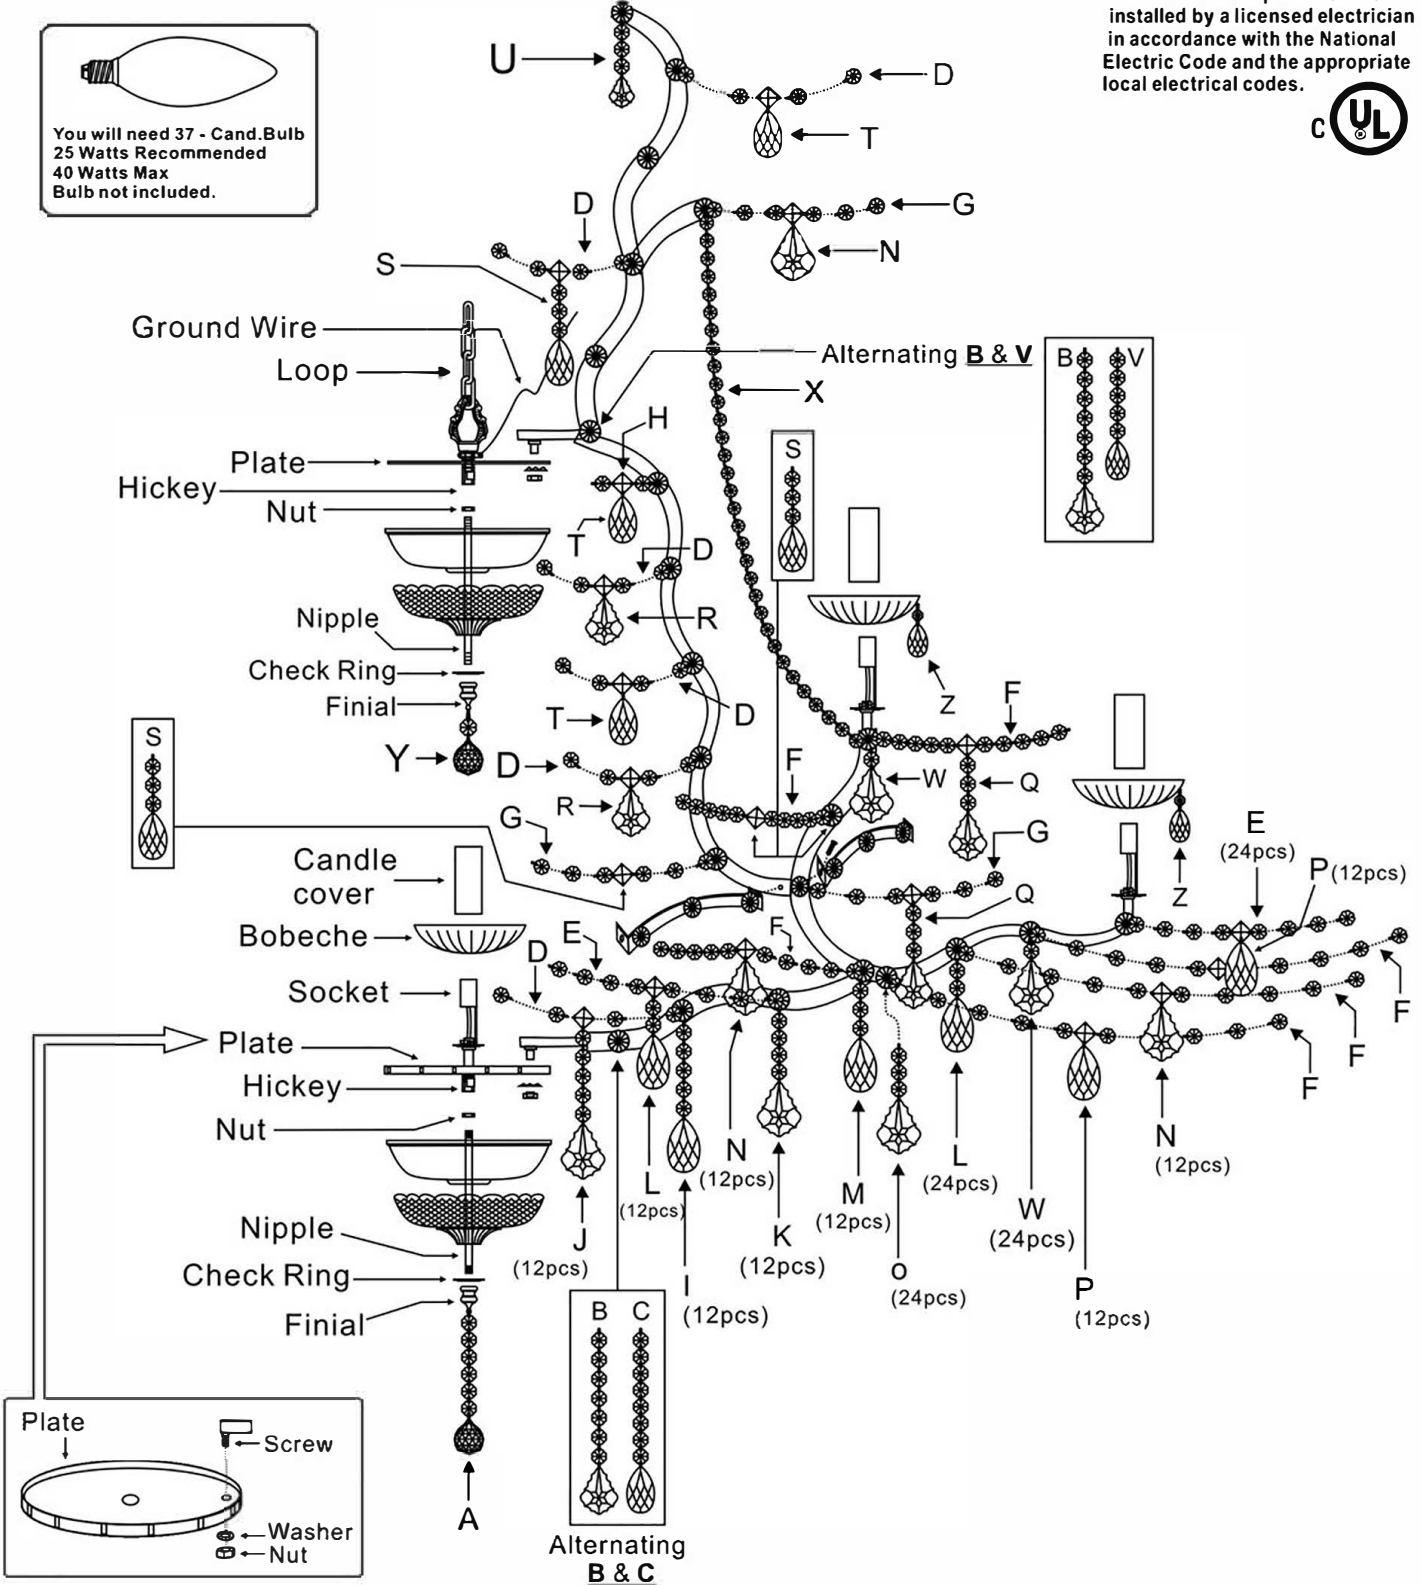 installed by a licensed electrician
in accordance with the National
Electric Code and the appropriate
local electrical codes.
C UL
You will need 37 - Cand.Bulb
25 Watts Recommended
40 Watts Max
Bulb not included.
U
D
T
D
G
N
S
Ground Wire
Loop
Alternating B & V
B V
X
H
S
Plate
Hickey
Nut
T
D
R
Nipple
Check Ring
Finial
Z
F
T
D
S
Y
D
F
W
Q
R
G
G
E
(24pcs)
P(12pcs)
Candle
cover
Z
Q
Bobeche
E
F
D
Socket
F
Plate
F
Hickey
F
Nut
N
(12pcs)
L
(12pcs)
N
(12pcs)
M
(12pcs)
L
(24pcs)
W
(24pcs)
Nipple
J
(12pcs)
K
(12pcs)
Check Ring
I
(12pcs)
o
(24pcs)
P
(12pcs)
Finial
B C
Plate
Screw
A
Washer
Nut
Alternating
B & C